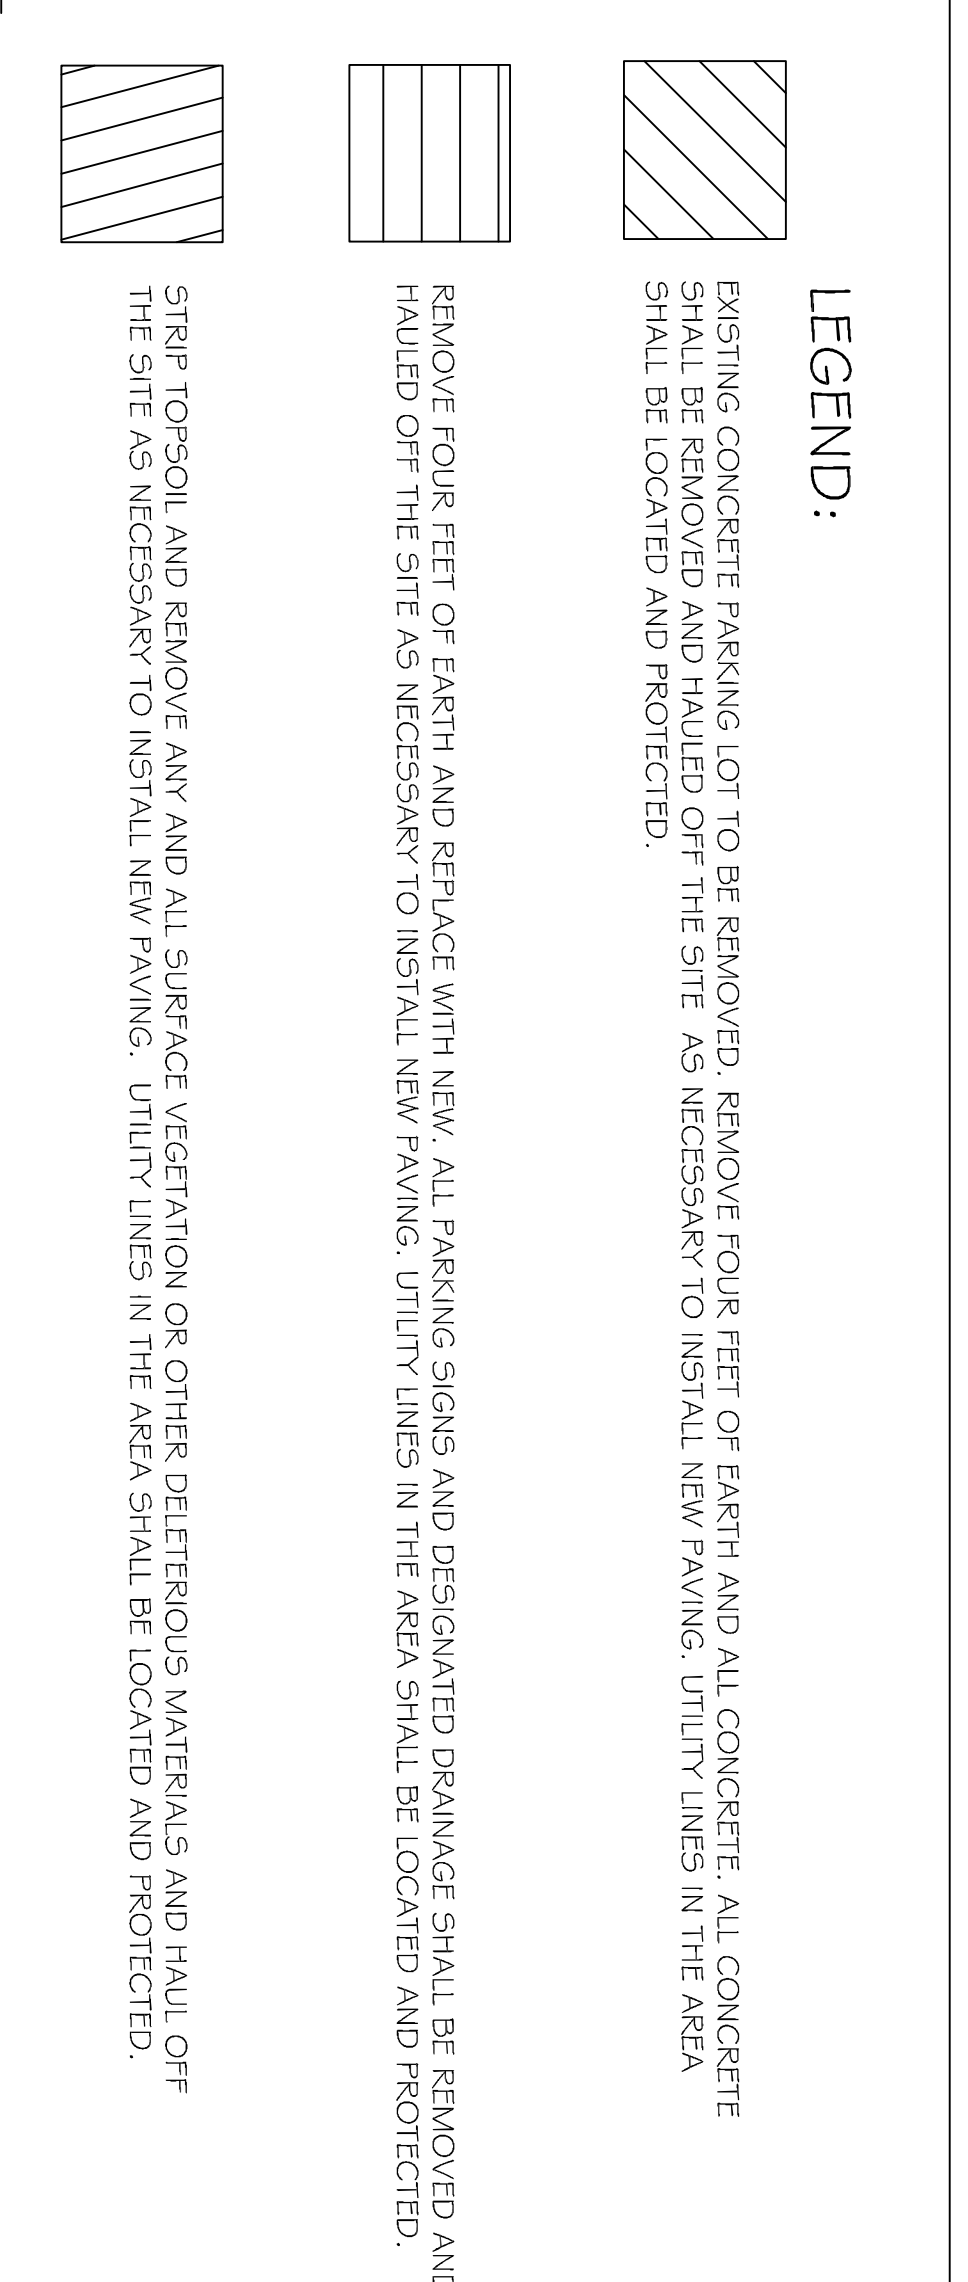 LEGEND:
EXISTING CONCRETE PARKING LOT TO BE REMOVED. REMOVE FOUR FEET OF EARTH AND ALL CONCRETE. ALL CONCRETE
SHALL BE REMOVED AND HAULED OFF THE SITE AS NECESSARY TO INSTALL NEW PAVING. UTILITY LINES IN THE AREA
SHALL BE LOCATED AND PROTECTED.
REMOVE FOUR FEET OF EARTH AND REPLACE WITH NEW. ALL PARKING SIGNS AND DESIGNATED DRAINAGE SHALL BE REMOVED AND
HAULED OFF THE SITE AS NECESSARY TO INSTALL NEW PAVING. UTILITY LINES IN THE AREA SHALL BE LOCATED AND PROTECTED.
STRIP TOPSOIL AND REMOVE ANY AND ALL SURFACE VEGETATION OR OTHER DELETERIOUS MATERIALS AND HAUL OFF
THE SITE AS NECESSARY TO INSTALL NEW PAVING. UTILITY LINES IN THE AREA SHALL BE LOCATED AND PROTECTED.